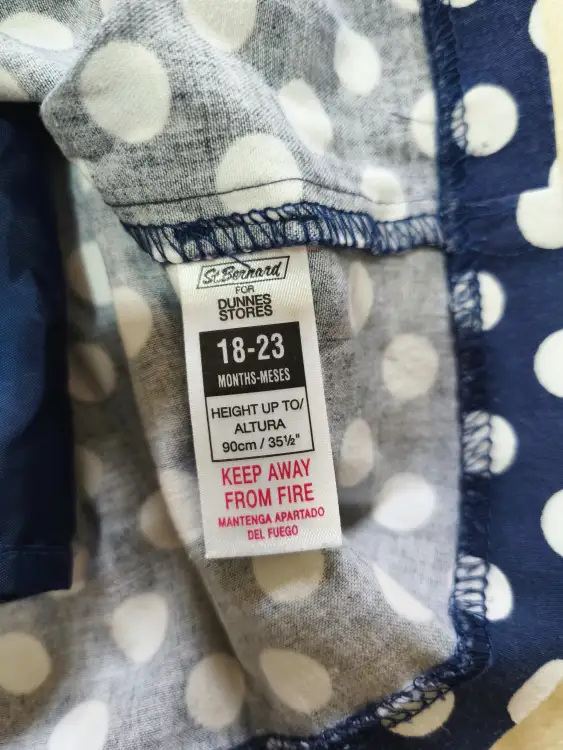 St.Bernard
FOR
DUNNES
STORES
18-23
MONTHS-MESES
HEIGHT UP TO/
ALTURA
90cm / 35½"
KEEP AWAY
FROM FIRE
MANTENGA APARTADO
DEL FUEGO